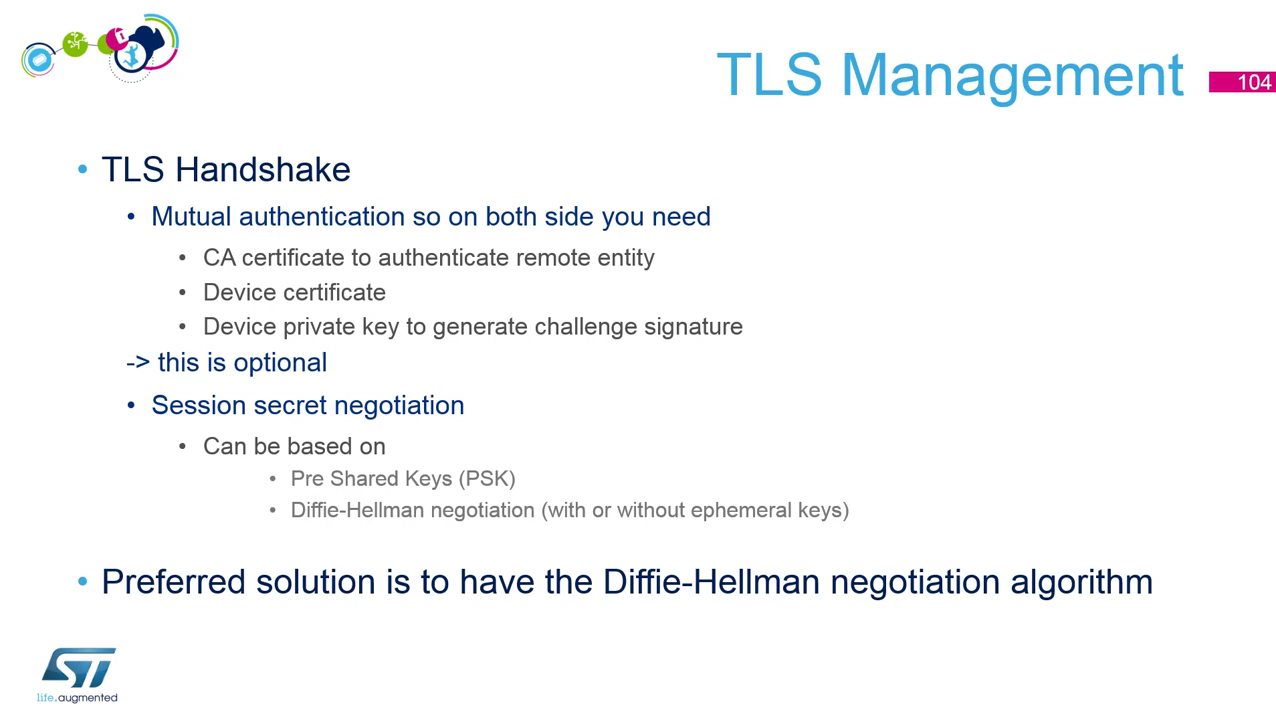 TLS Management
104
• TLS Handshake
• Mutual authentication so on both side you need
• CA certificate to authenticate remote entity
• Device certificate
• Device private key to generate challenge signature
-> this is optional
• Session secret negotiation
• Can be based on
• Pre Shared Keys (PSK)
• Diffie-Hellman negotiation (with or without ephemeral keys)
• Preferred solution is to have the Diffie-Hellman negotiation algorithm
ST
life.augmented